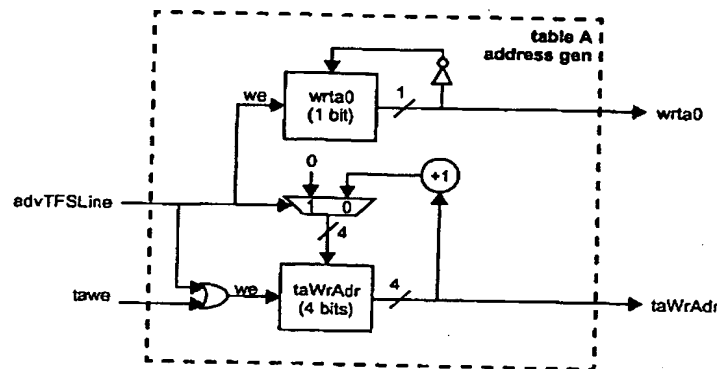 table A
address gen
we
wrta0
(1 bit)
1
wrta0
0
+1
advTFSLine
1 0
4
tawe
we
taWrAdr
(4 bits)
4
taWrAdr